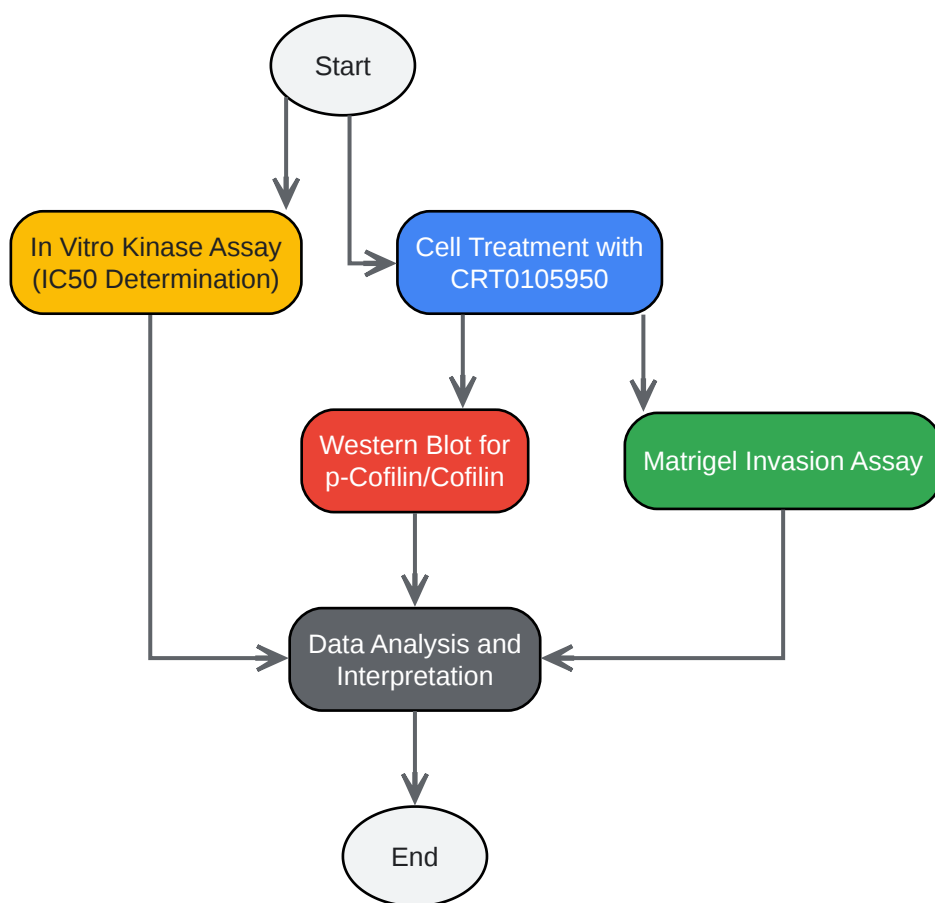 Start
In Vitro Kinase Assay
(IC50 Determination)
Cell Treatment with
CRT0105950
Western Blot for
p-Cofilin/Cofilin
Matrigel Invasion Assay
Data Analysis and
Interpretation
End